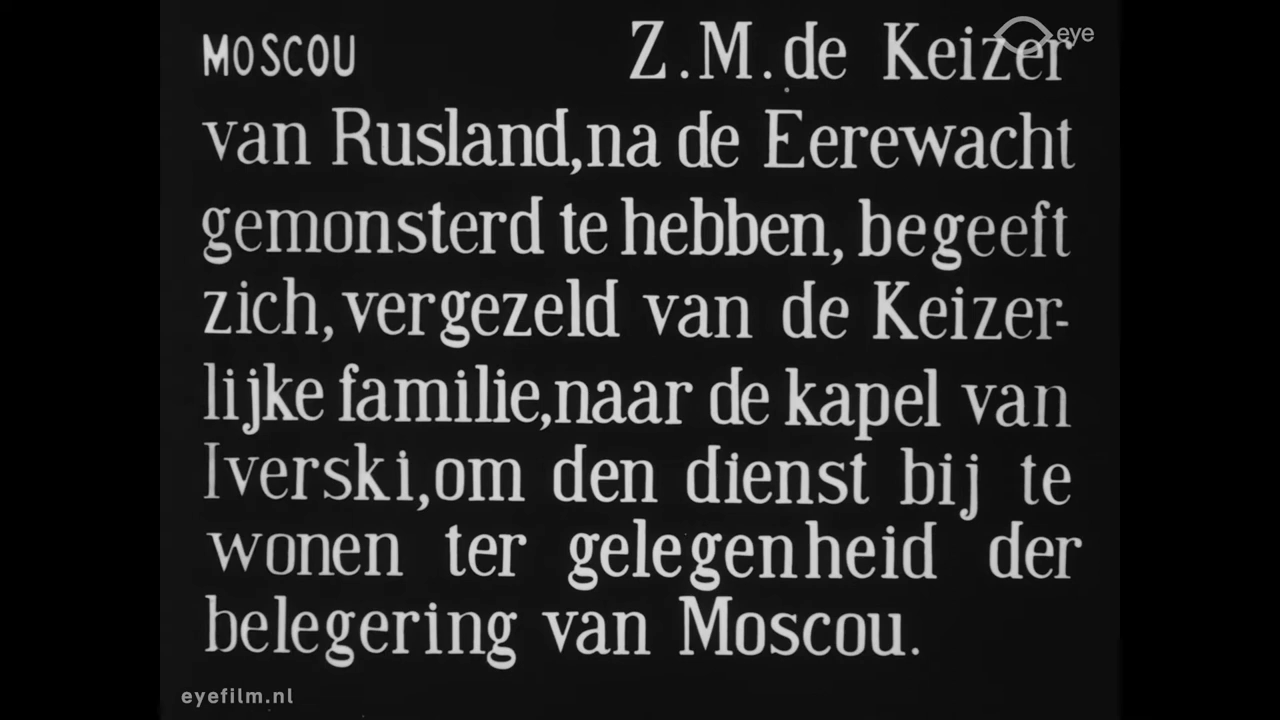 MOSCOU Z.M. de Keizer
van Rusland, na de Eerewacht
gemonsterd te hebben, begeeft
zich, vergezeld van de Keizer-
lijke familie, naar de kapel van
Iverski, om den dienst bij te
wonen ter gelegenheid der
belegering van Moscou.
eye
eyefilm.nl